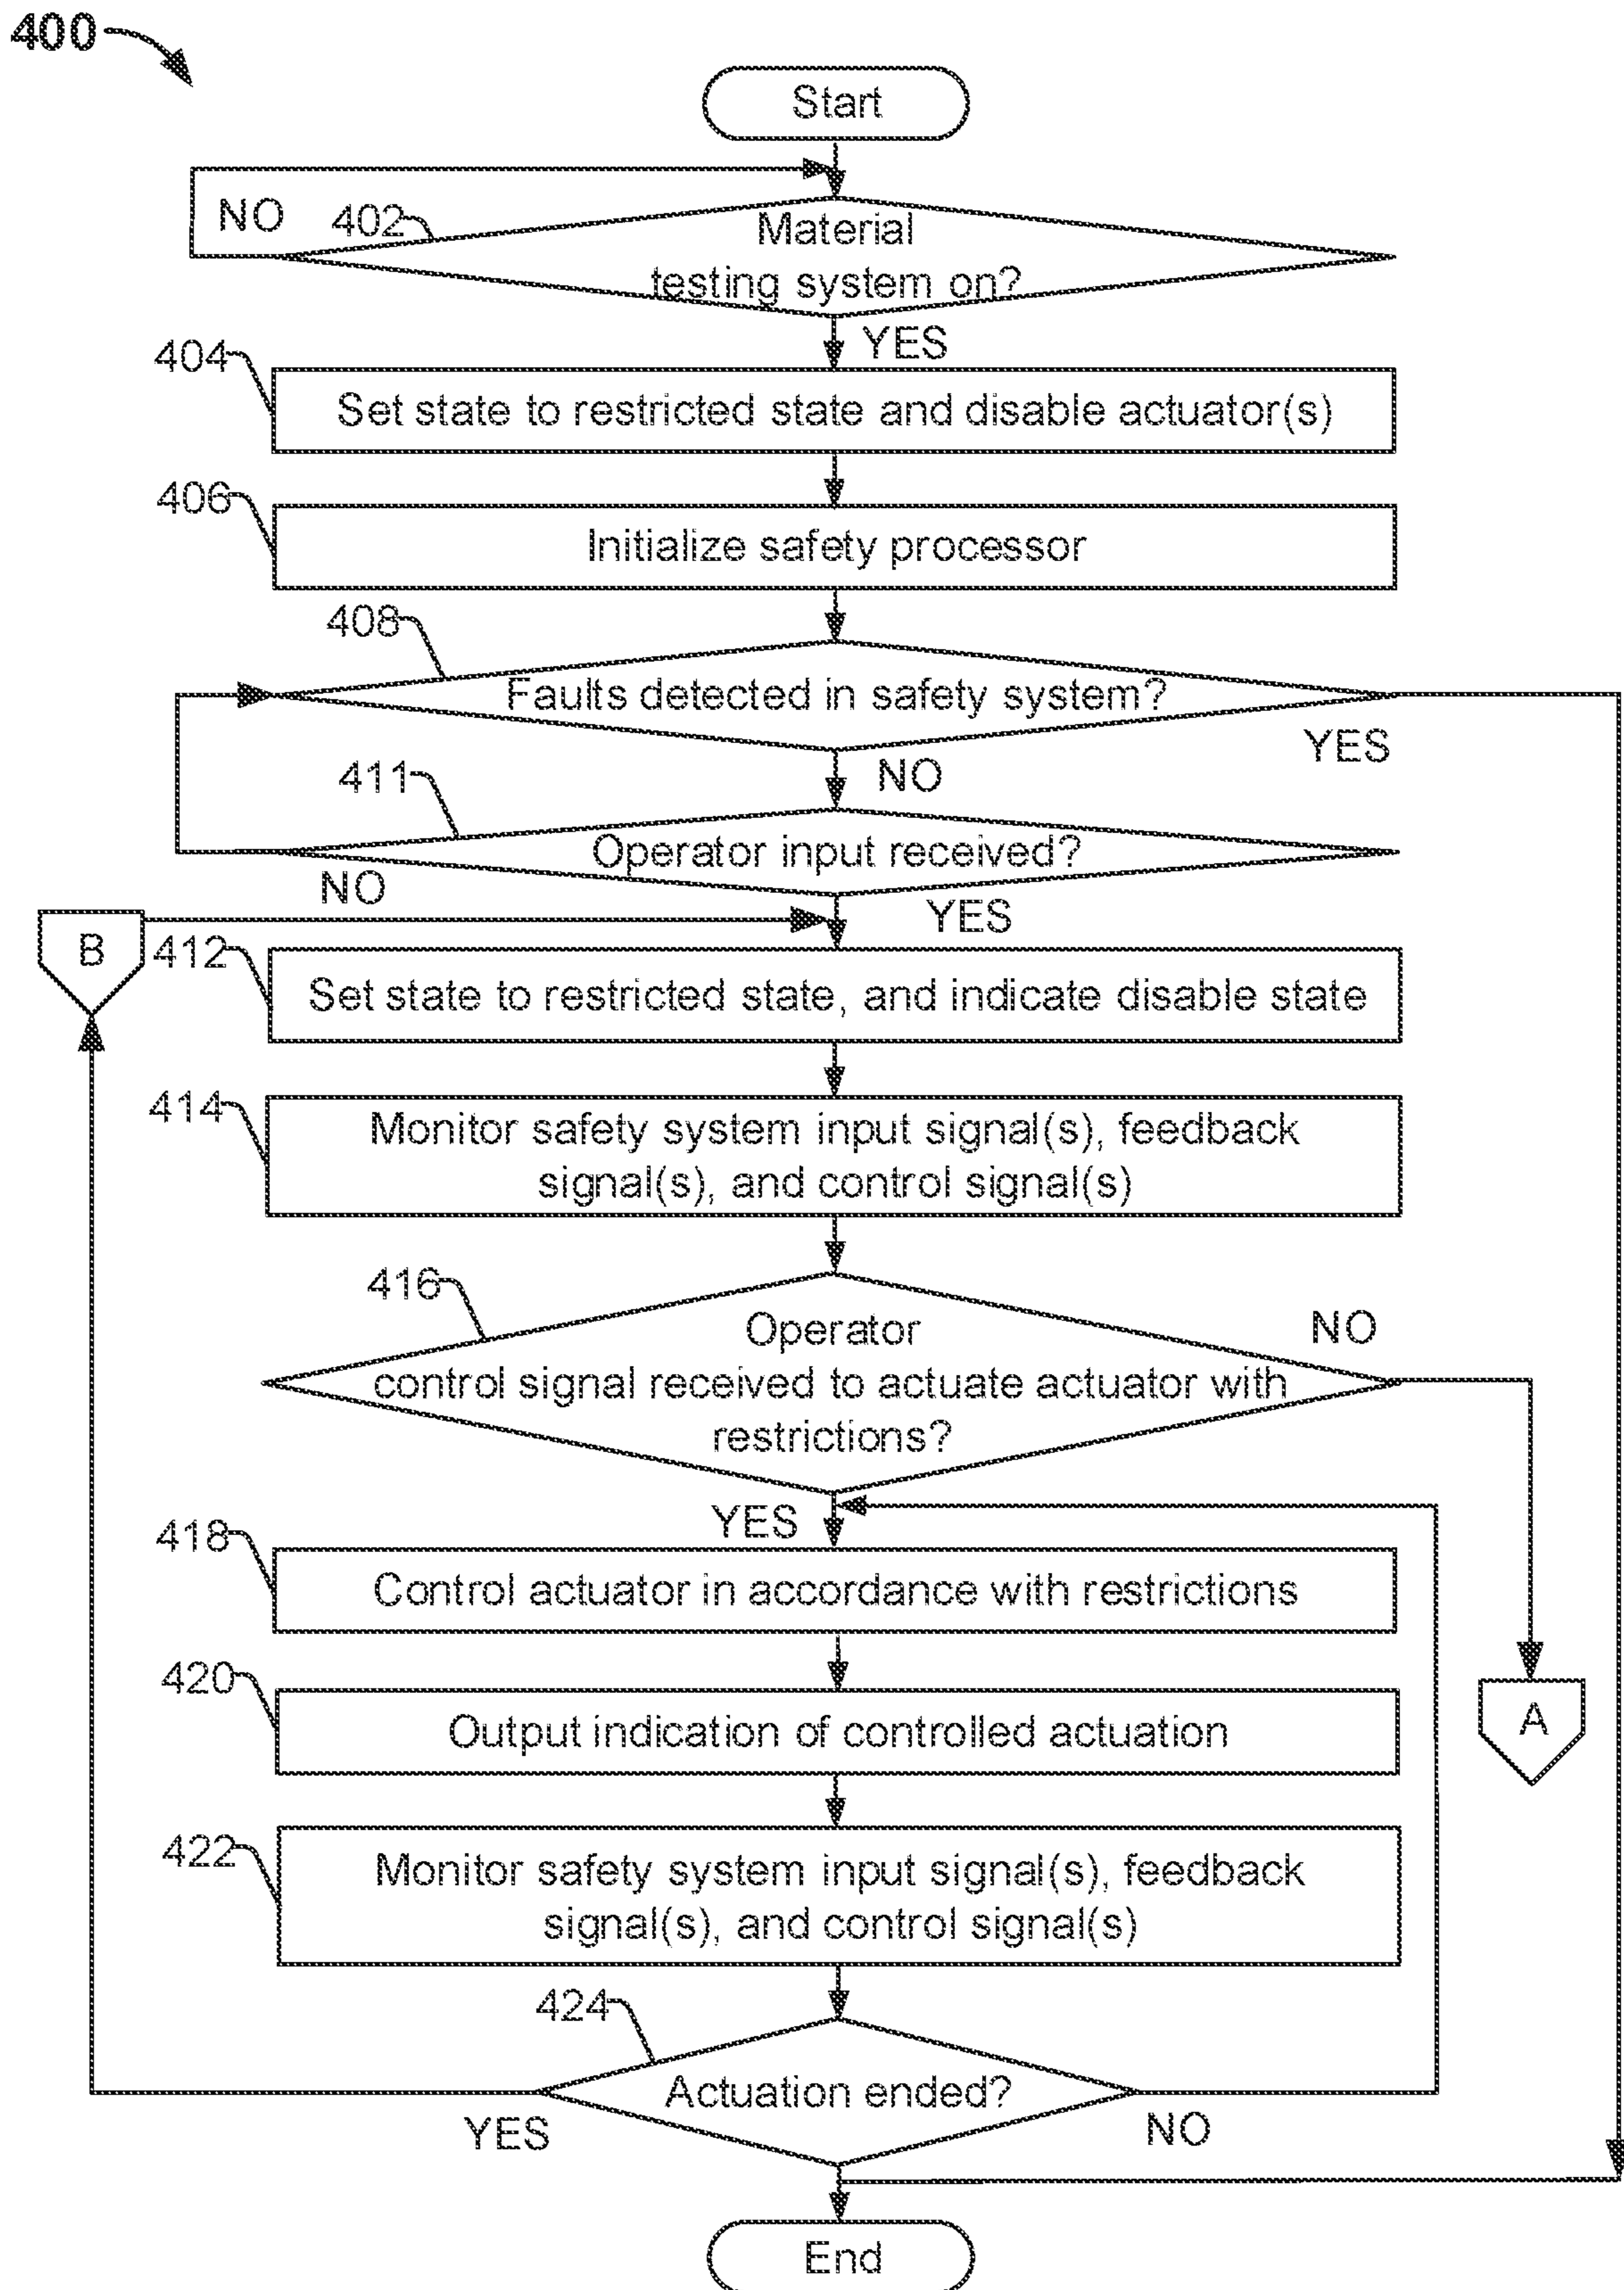 400
Start
NO
402
Material
testing system on?
YES
404
Set state to restricted state and disable actuator(s)
406
Initialize safety processor
408
Faults detected in safety system?
YES
NO
411
Operator input received?
NO
YES
B
412
Set state to restricted state, and indicate disable state
414
Monitor safety system input signal(s), feedback
signal(s), and control signal(s)
416
Operator
control signal received to actuate actuator with
restrictions?
NO
YES
418
Control actuator in accordance with restrictions
420
Output indication of controlled actuation
A
422
Monitor safety system input signal(s), feedback
signal(s), and control signal(s)
424
Actuation ended?
YES
NO
End